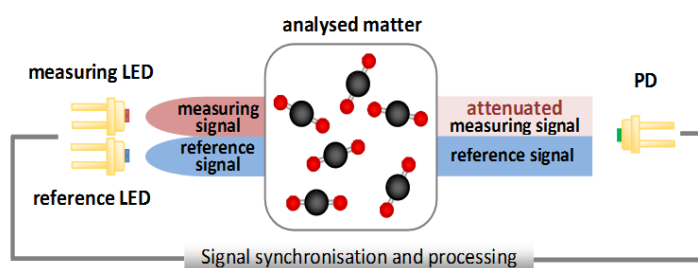 analysed matter
measuring LED
PD
measuring
signal
attenuated
measuring signal
reference
signal
reference signal
reference LED
Signal synchronisation and processing